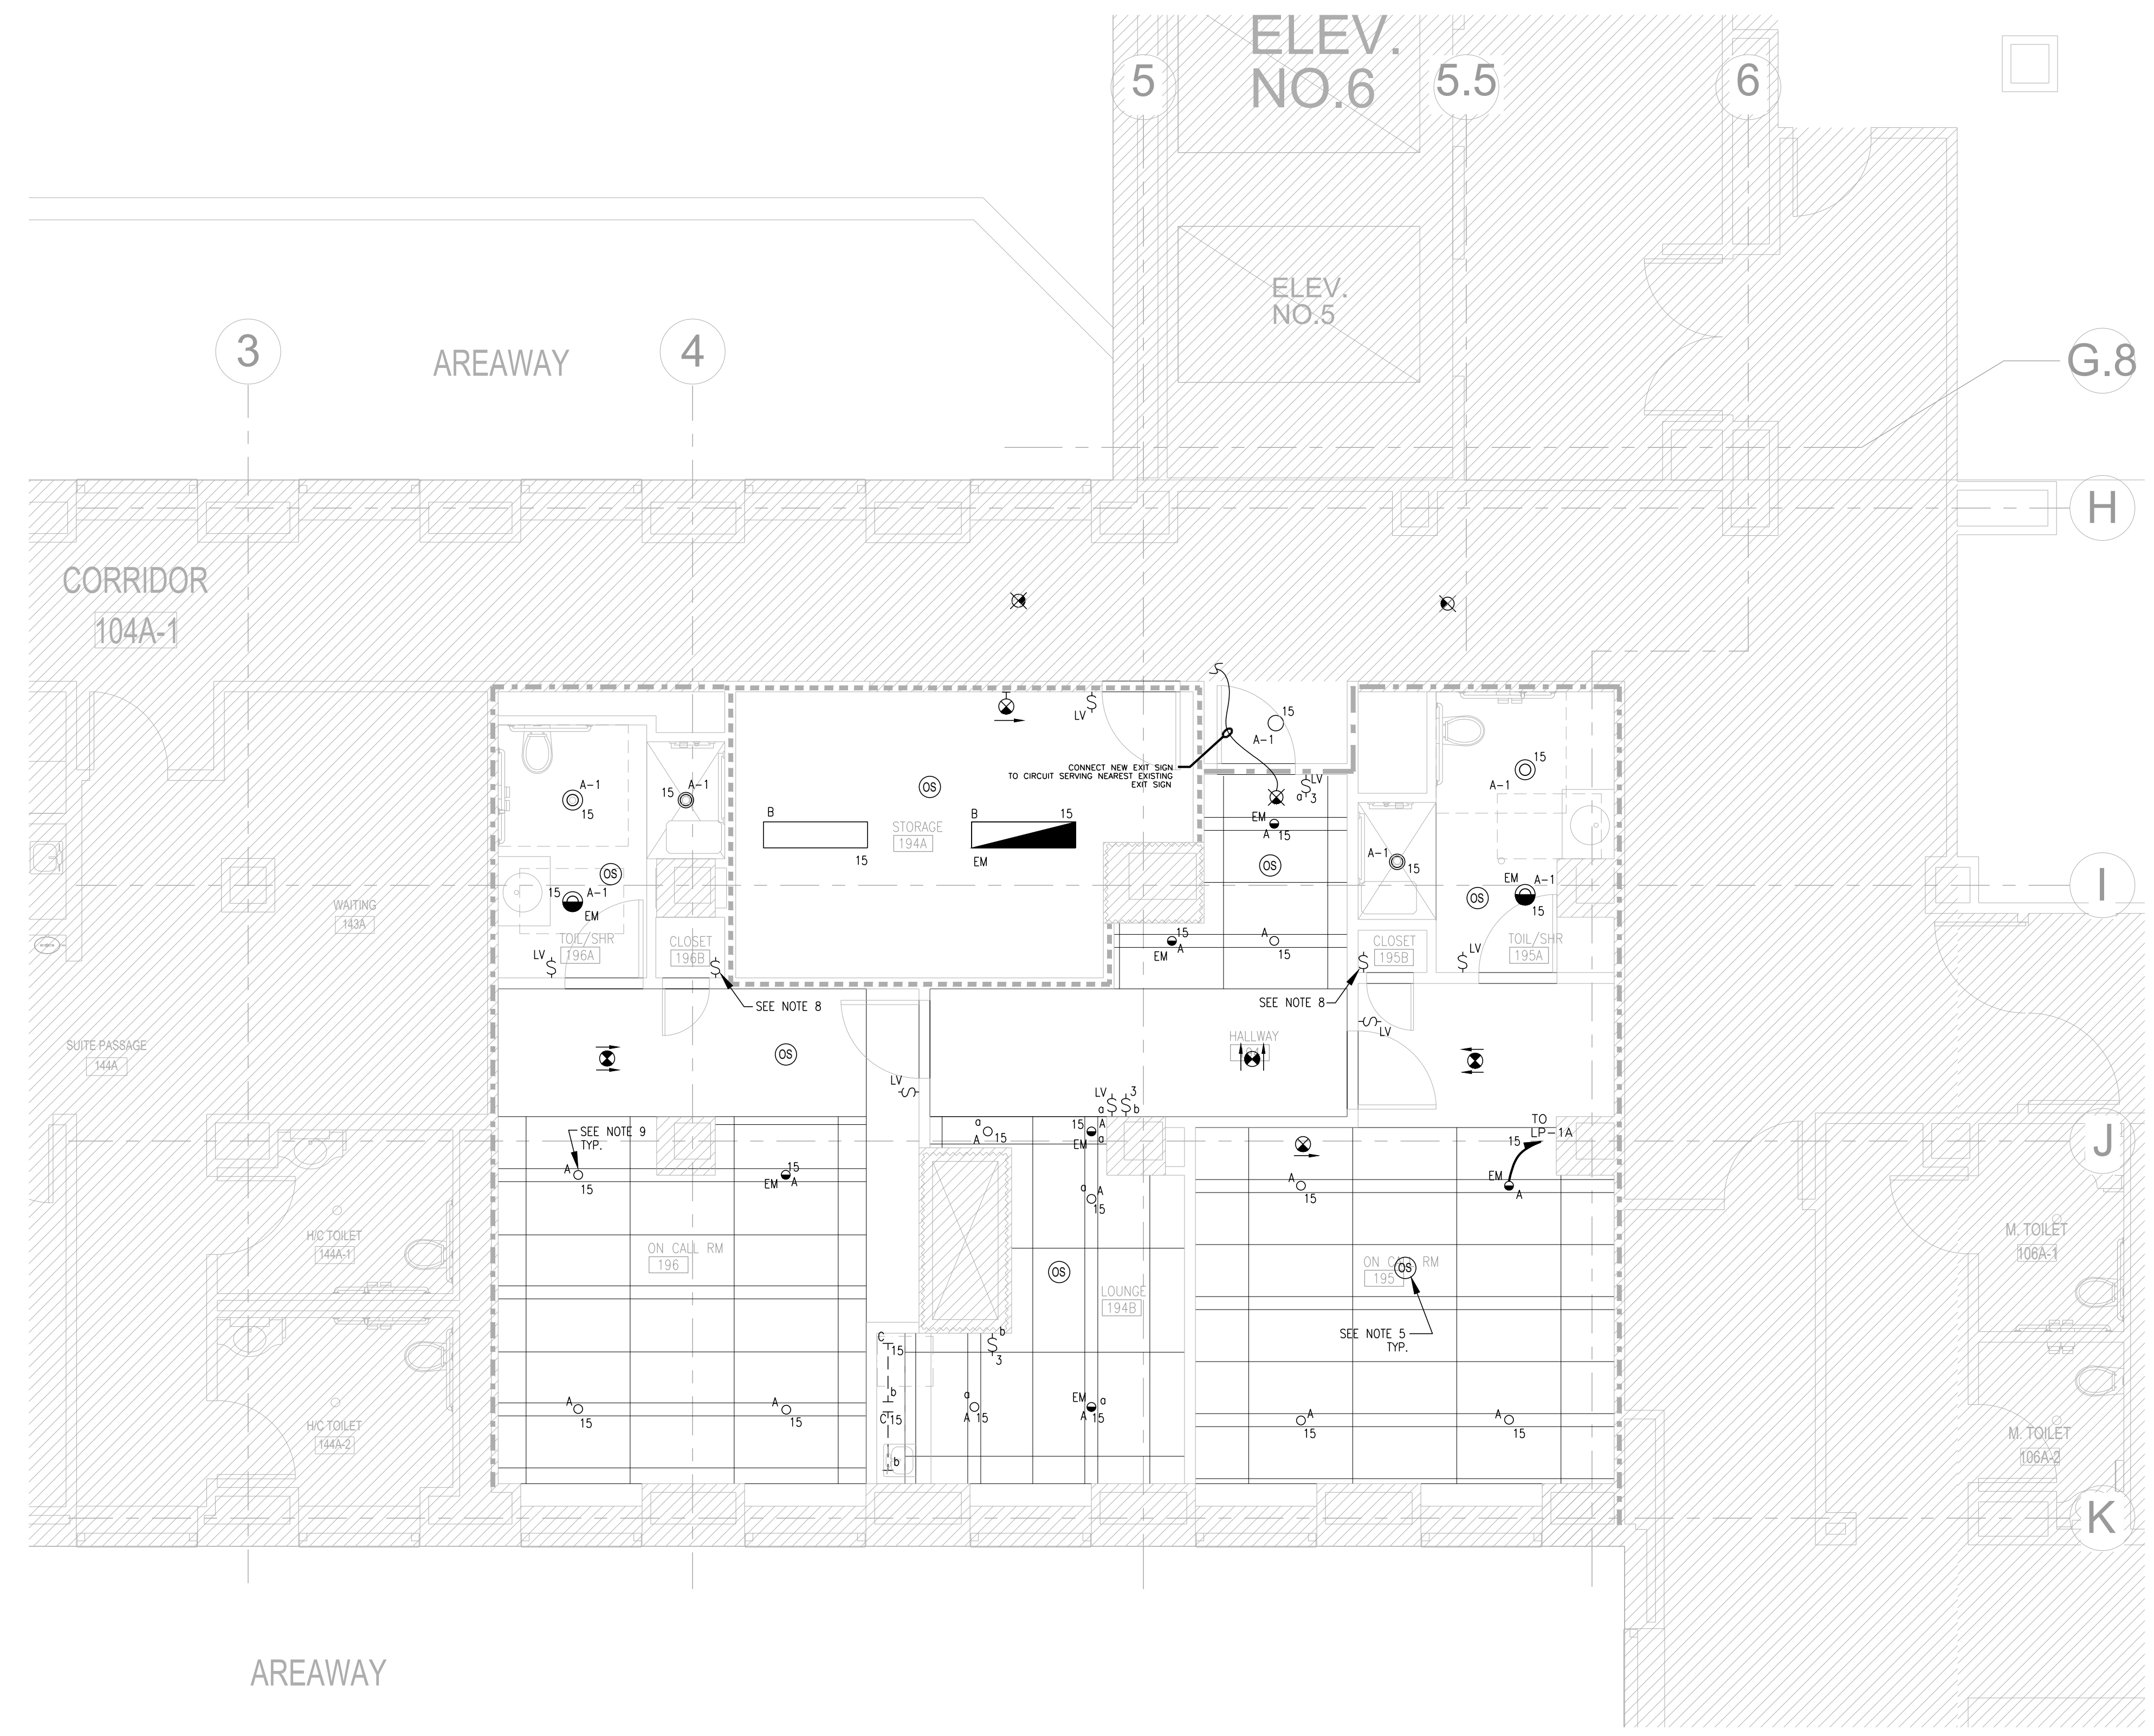 ELEV.
NO.6
5
5.5
6
ELEV.
NO.5
3
AREAWAY
4
G.8
H
CORRIDOR
104A-1
LV
15
A-1
CONNECT NEW EXIT SIGN
TO CIRCUIT SERVING NEAREST EXISTING
EXIT SIGN
LV
a 3
A-1
15
15
A-1
15
A-1
OS
B
15
STORAGE
194A
B
15
EM
EM
A 15
OS
A-1
15
I
WAITING
143A
OS
15
A-1
EM
TOIL/SHR
196A
LV
CLOSET
196B
SEE NOTE 8
15
EM
A
A
15
CLOSET
195B
SEE NOTE 8
OS
EM
A-1
15
TOIL/SHR
195A
LV
LV
SUITE PASSAGE
144A
OS
LV
HALLWAY
LV
a
3
b
J
SEE NOTE 9
TYP.
A
15
15
EM
A
a
A
15
15
A
a
EM
a
A
15
TO
LP-1A
15
EM
A
A
15
H/C TOILET
144A-1
ON CALL RM
196
OS
LOUNGE
194B
ON CALL RM
195
OS
SEE NOTE 5
TYP.
M. TOILET
106A-1
C
15
b
C
15
b
b
3
a
A 15
EM
a
A 15
A
15
A
15
A
15
A
15
H/C TOILET
144A-2
M. TOILET
106A-2
K
AREAWAY